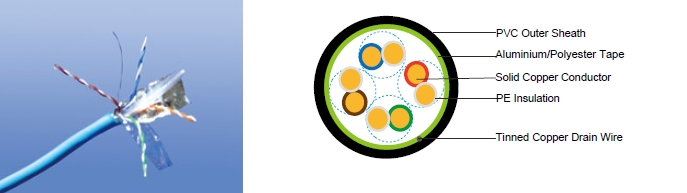 PVC Outer Sheath
Aluminium/Polyester Tape
Solid Copper Conductor
PE Insulation
Tinned Copper Drain Wire